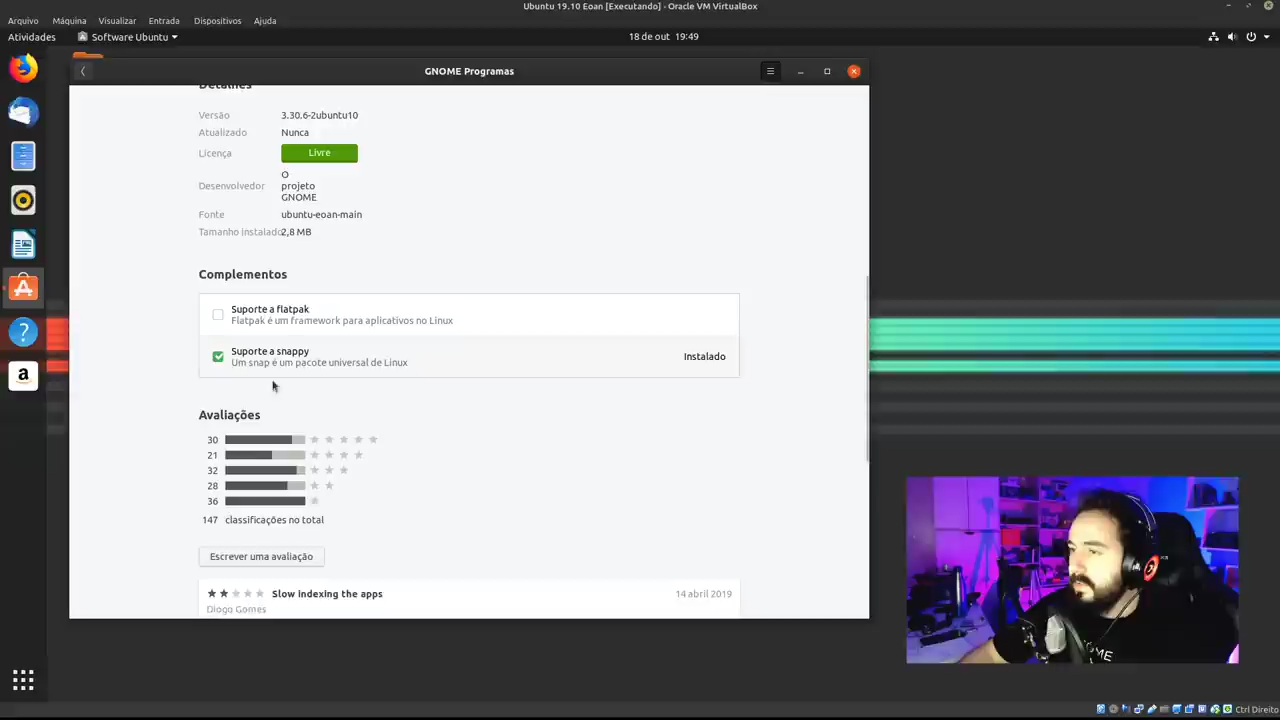 Ubuntu 19.10 Eoan [Executando] - Oracle VM VirtualBox
Arquivo Máquina Visualizar Entrada Dispositivos Ajuda
Atividades Software Ubuntu 18 de out 19:49
GNOME Programas
Detalhes
Versão 3.30.6-2ubuntu10
Atualizado Nunca
Licença Livre
Desenvolvedor O projeto GNOME
Fonte ubuntu-eoan-main
Tamanho instalado 2,8 MB
Complementos
Suporte a flatpak
Flatpak é um framework para aplicativos no Linux
Suporte a snappy
Um snap é um pacote universal de Linux
Instalado
Avaliações
30
21
32
28
36
147 classificações no total
Escrever uma avaliação
Slow indexing the apps 14 abril 2019
Diogo Gomes
Ctrl Direito